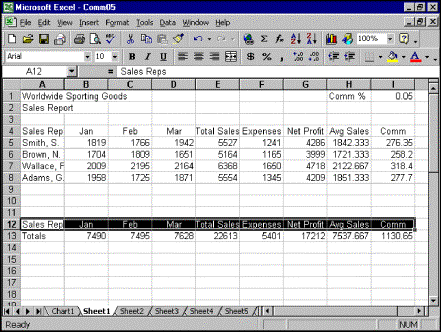 Microsoft Excel - Comm05
File Edit View Insert Format Tools Data Window Help
Arial 10 B I U $ % ,
100%
A12 = Sales Reps
A B C D E F G H I
1 Worldwide Sporting Goods Comm % 0.05
2 Sales Report
3
4 Sales Rep Jan Feb Mar Total Sales Expenses Net Profit Avg Sales Comm
5 Smith, S. 1819 1766 1942 5527 1241 4286 1842.333 276.35
6 Brown, N. 1704 1809 1651 5164 1165 3999 1721.333 258.2
7 Wallace, F 2009 2195 2164 6368 1650 4718 2122.667 318.4
8 Adams, G. 1958 1725 1871 5554 1345 4209 1851.333 277.7
9
10
11
12 Sales Rep Jan Feb Mar Total Sales Expenses Net Profit Avg Sales Comm
13 Totals 7490 7495 7628 22613 5401 17212 7537.667 1130.65
14
15
16
17
18
19
Chart1 Sheet1 Sheet2 Sheet3 Sheet4 Sheet5
Ready NUM